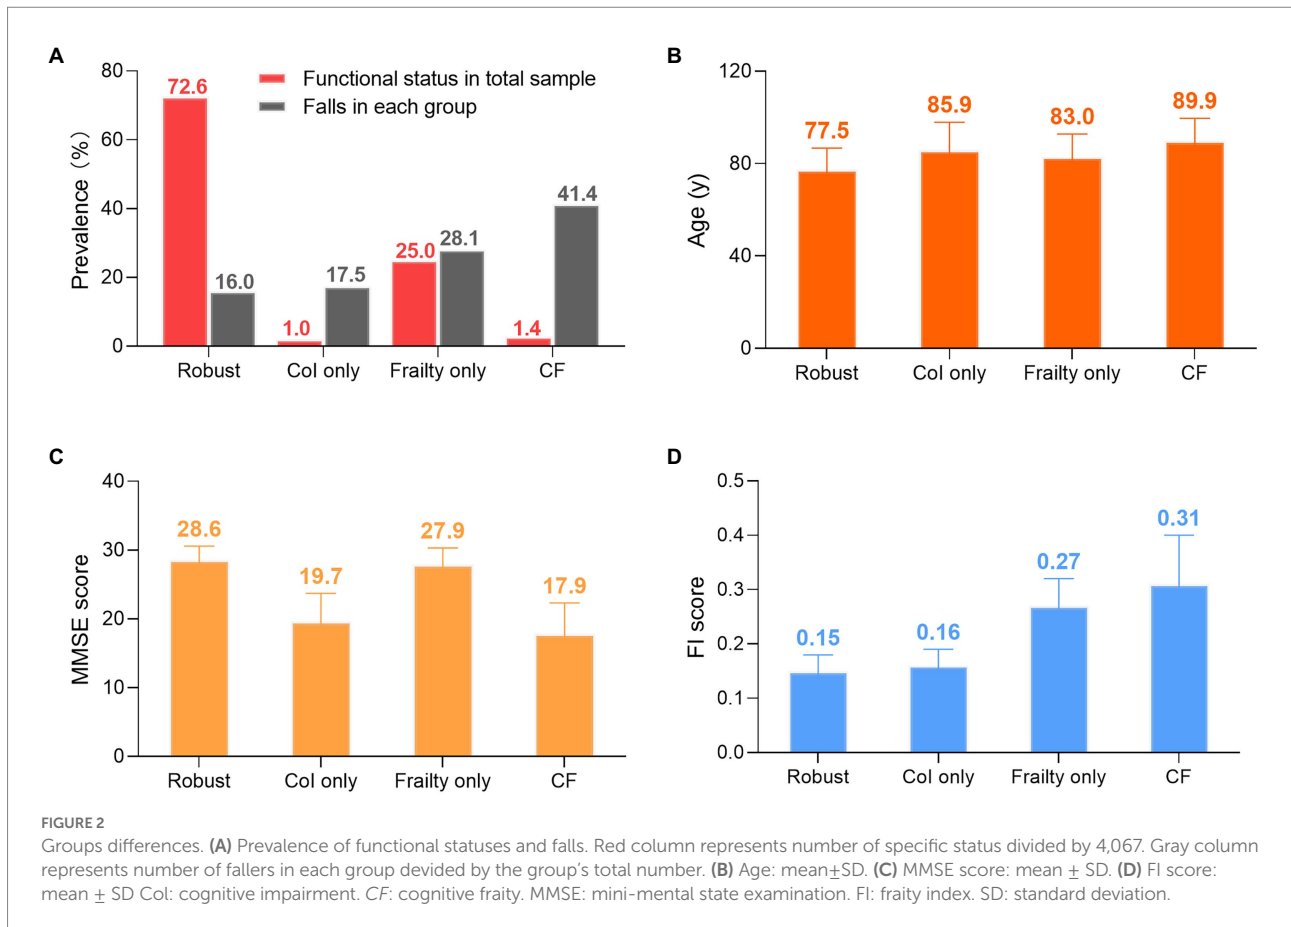 A
80
60
40
20
0
Prevalence (%)
Functional status in total sample
Falls in each group
72.6
16.0
1.0
17.5
25.0
28.1
1.4
41.4
Robust
CoI only
Frailty only
CF
B
120
80
40
0
Age (y)
77.5
85.9
83.0
89.9
Robust
CoI only
Frailty only
CF
C
40
30
20
10
0
MMSE score
28.6
19.7
27.9
17.9
Robust
CoI only
Frailty only
CF
D
0.5
0.4
0.3
0.2
0.1
0.0
FI score
0.15
0.16
0.27
0.31
Robust
CoI only
Frailty only
CF
FIGURE 2
Groups differences. (A) Prevalence of functional statuses and falls. Red column represents number of specific status divided by 4,067. Gray column
represents number of fallers in each group devided by the group's total number. (B) Age: mean±SD. (C) MMSE score: mean ± SD. (D) FI score:
mean ± SD CoI: cognitive impairment. CF: cognitive fraity. MMSE: mini-mental state examination. FI: fraity index. SD: standard deviation.